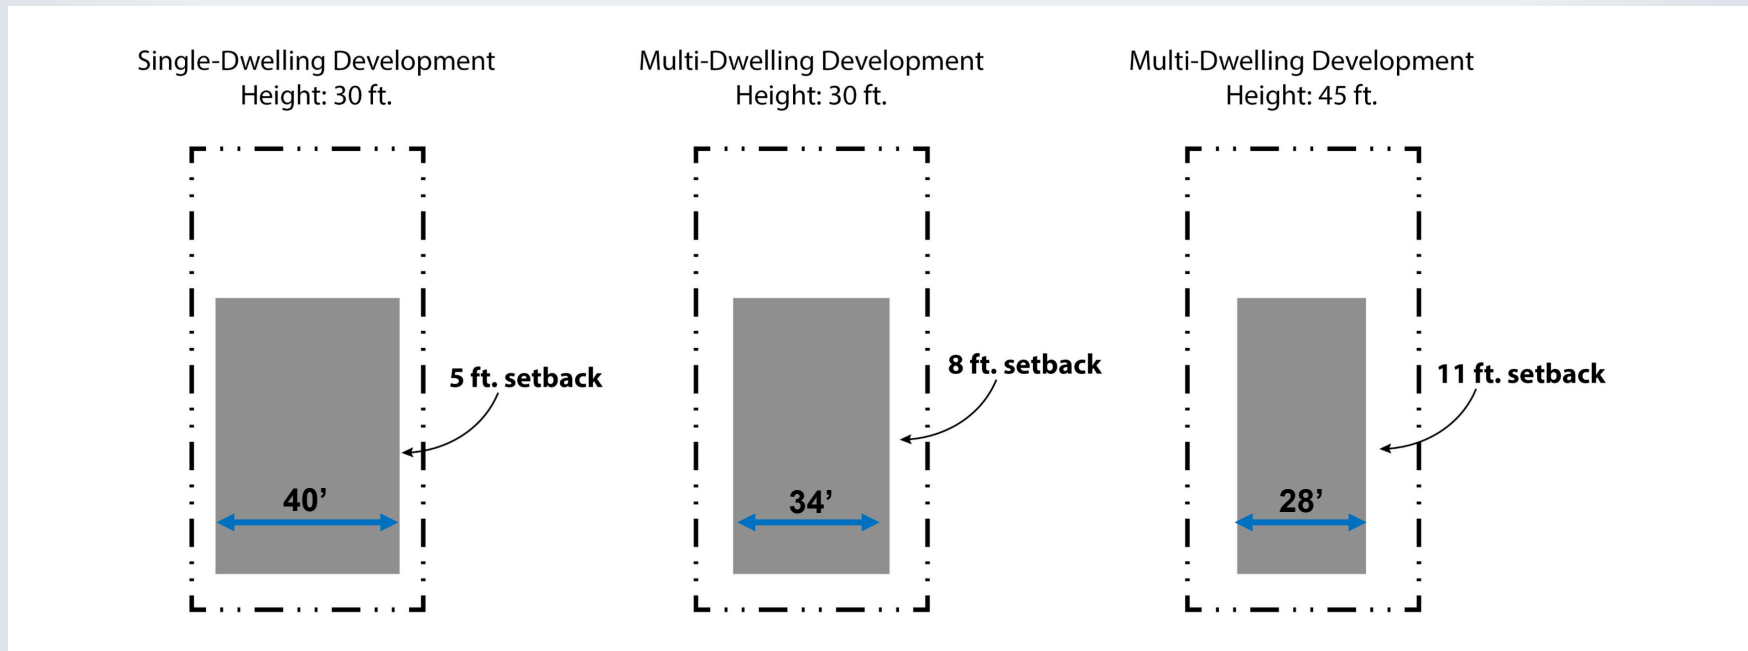 Single-Dwelling Development
Height: 30 ft.
Multi-Dwelling Development
Height: 30 ft.
Multi-Dwelling Development
Height: 45 ft.
5 ft. setback
8 ft. setback
11 ft. setback
40’
34’
28’